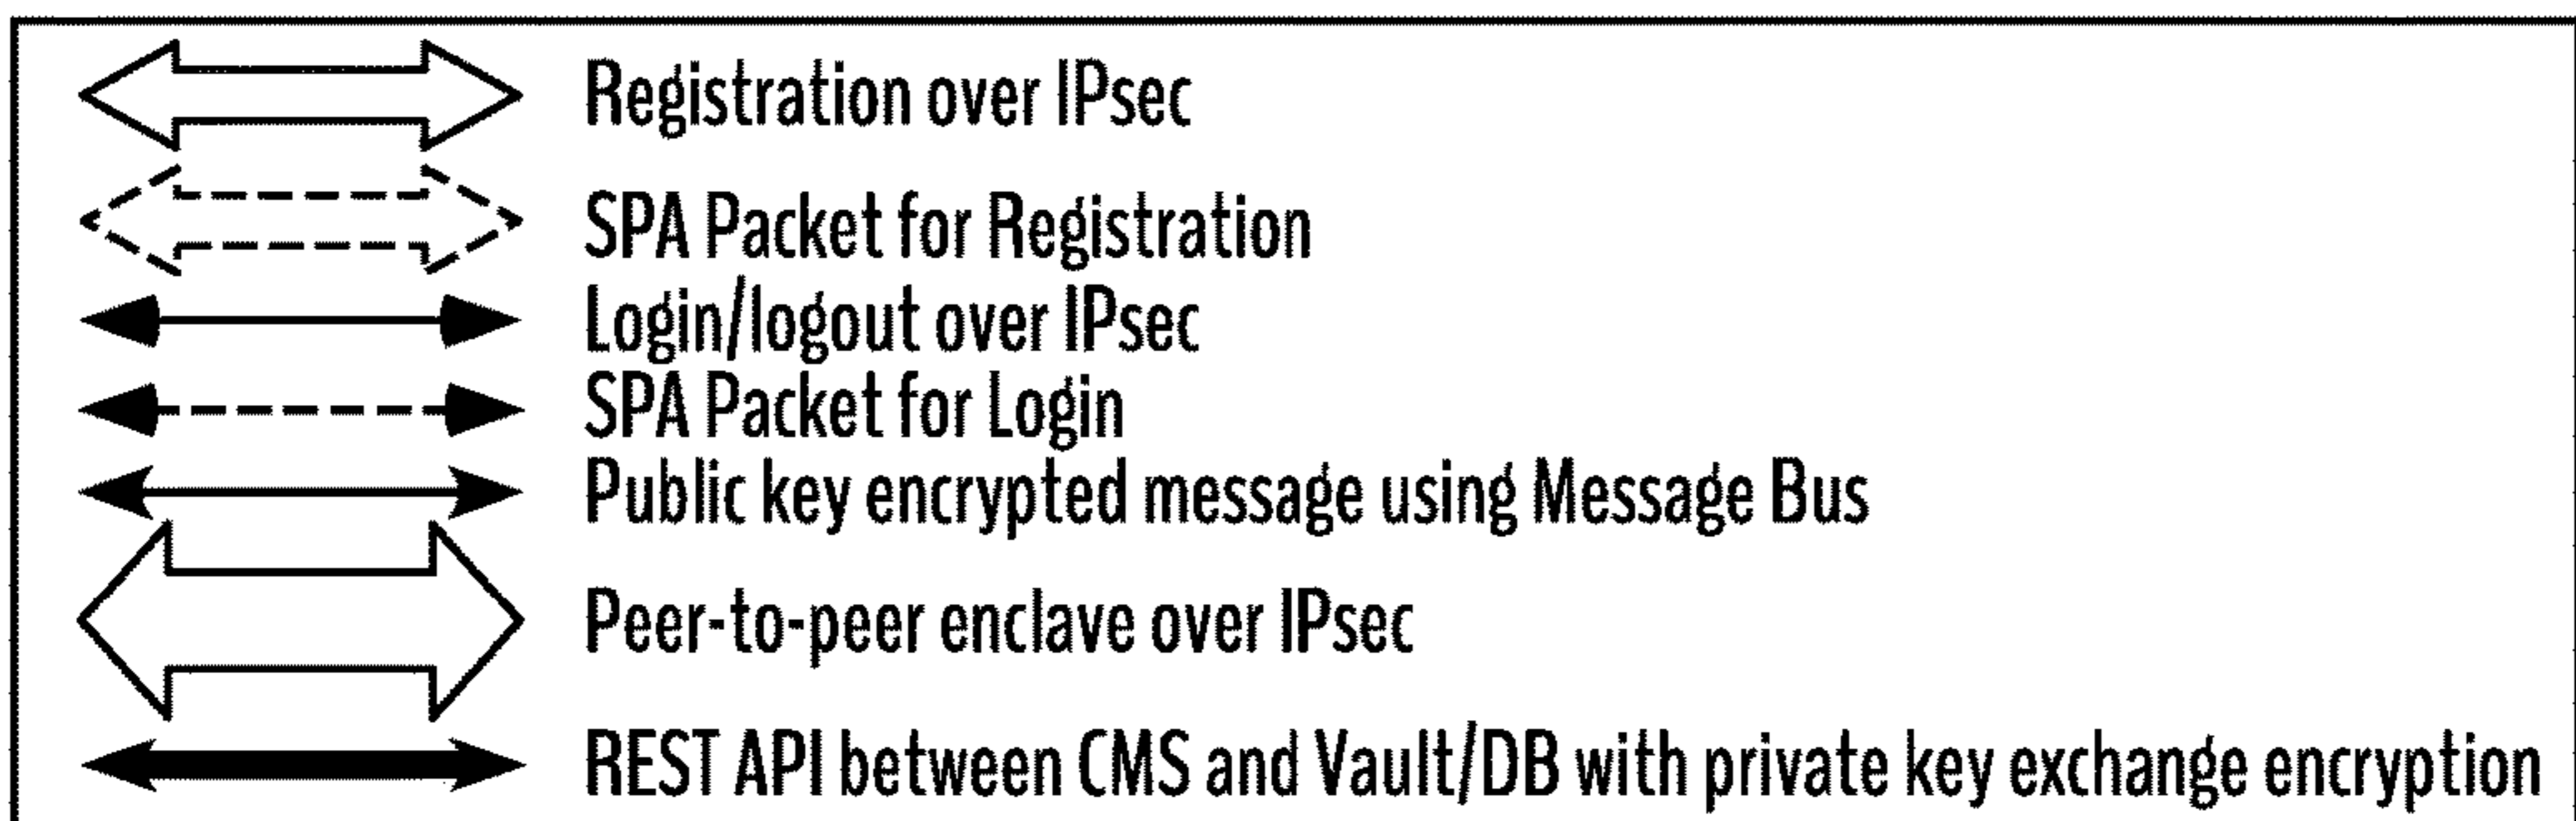 Registration over IPsec
SPA Packet for Registration
Login/logout over IPsec
SPA Packet for Login
Public key encrypted message using Message Bus
Peer-to-peer enclave over IPsec
REST API between CMS and Vault/DB with private key exchange encryption